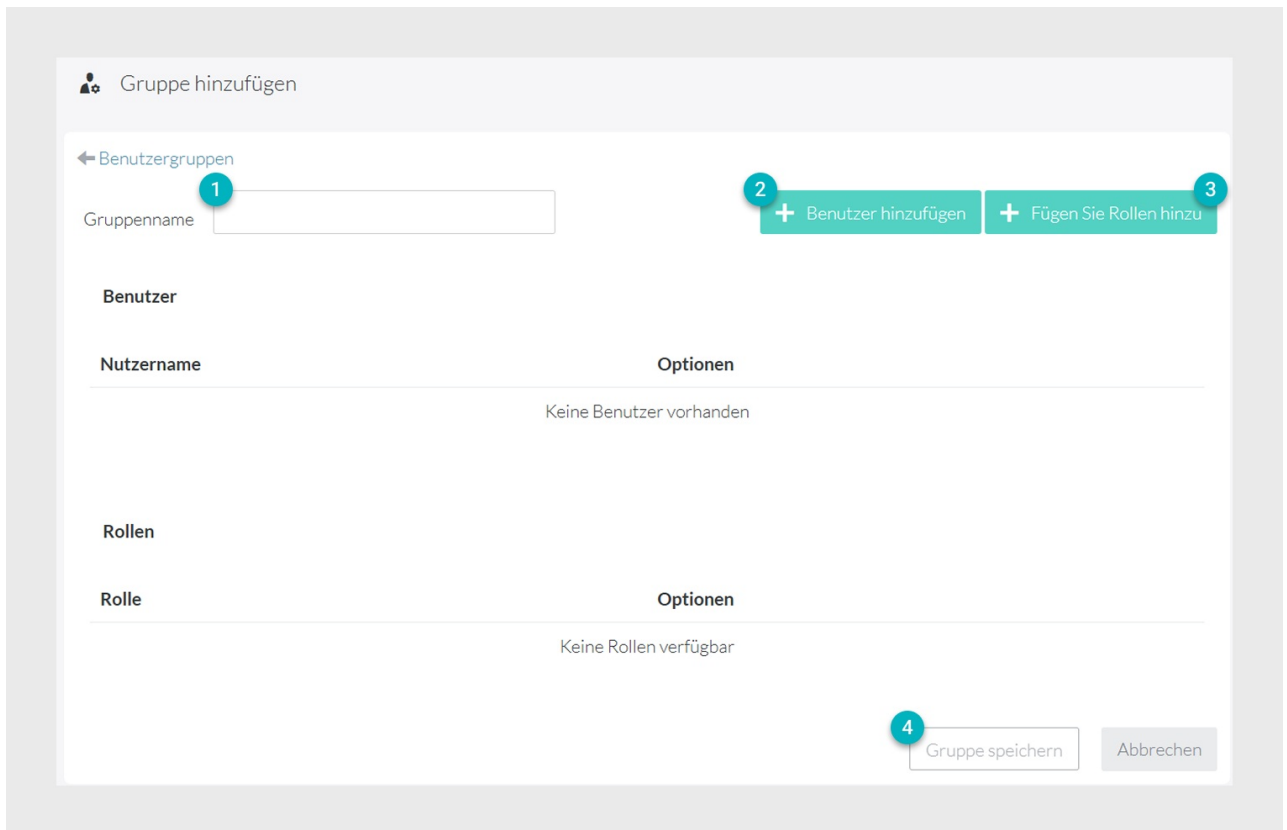 Gruppe hinzufügen
Benutzergruppen
1
2
3
Gruppenname
Benutzer hinzufügen
Fügen Sie Rollen hinzu
Benutzer
Nutzername Optionen
Keine Benutzer vorhanden
Rollen
Rolle Optionen
Keine Rollen verfügbar
4
Gruppe speichern Abbrechen